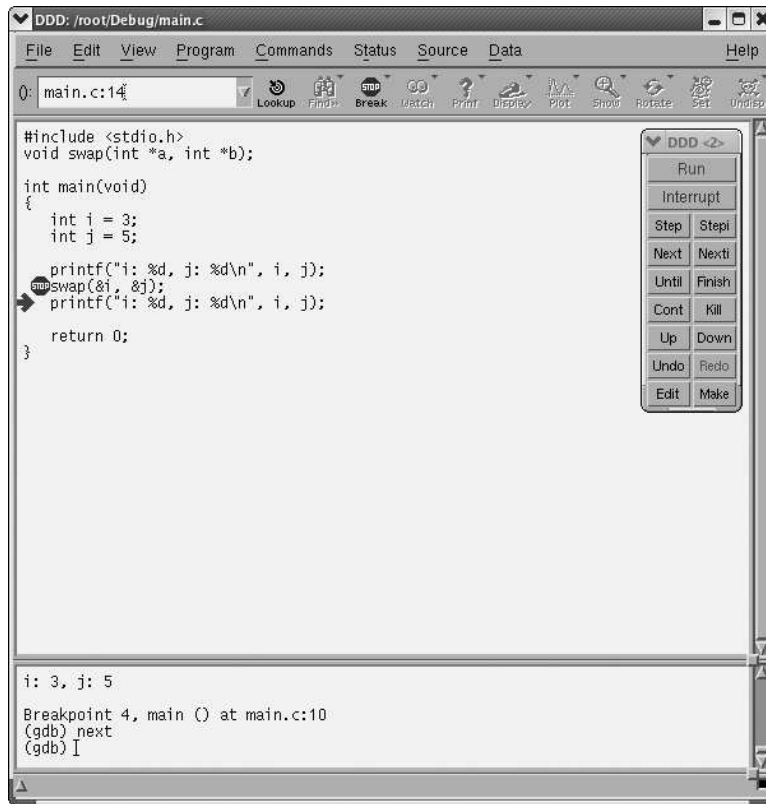 DDD: /root/Debug/main.c
File Edit View Program Commands Status Source Data Help
(): main.c:14
Lookup Find» Break Watch Print Display Plot Show Rotate Set Undisp
#include <stdio.h>
void swap(int *a, int *b);
int main(void)
{
int i = 3;
int j = 5;
printf("i: %d, j: %d\n", i, j);
STOP swap(&i, &j);
printf("i: %d, j: %d\n", i, j);
return 0;
}
DDD <2>
Run
Interrupt
Step Stepi
Next Nexti
Until Finish
Cont Kill
Up Down
Undo Redo
Edit Make
i: 3, j: 5
Breakpoint 4, main () at main.c:10
(gdb) next
(gdb)